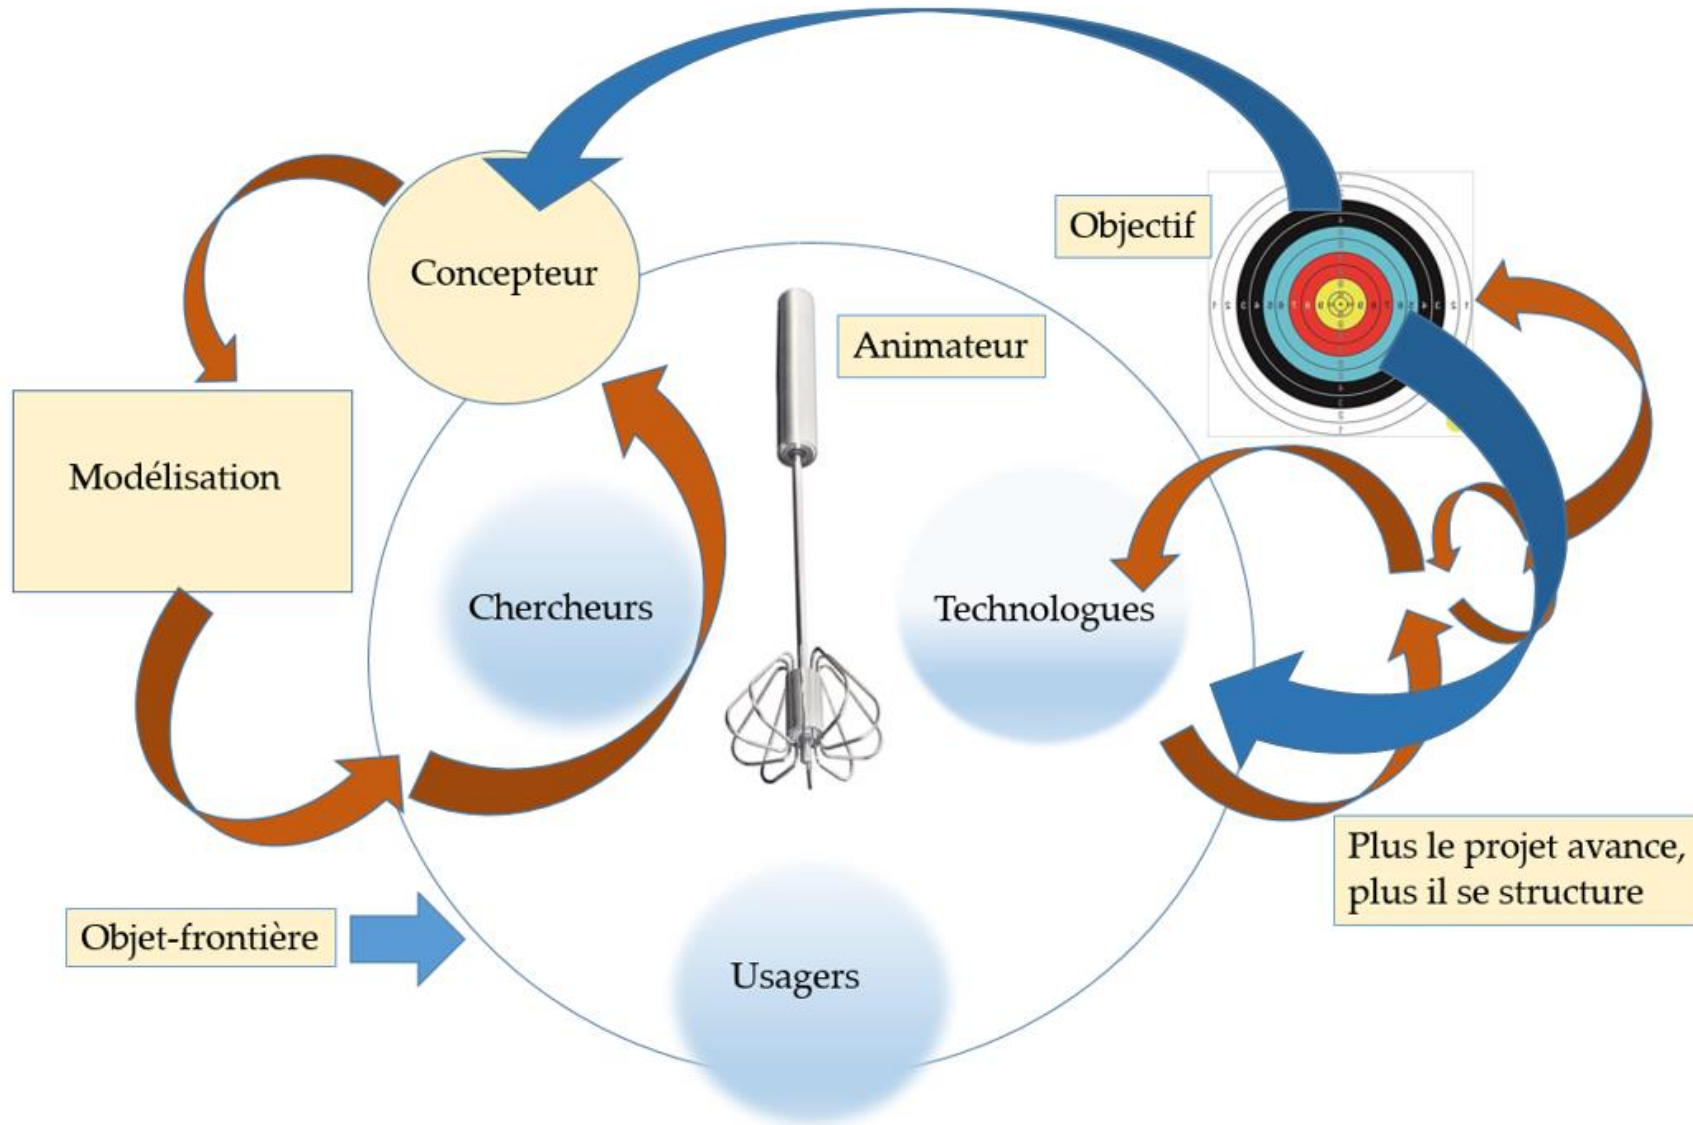 Concepteur
Objectif
Animateur
Modélisation
Chercheurs
Technologues
Plus le projet avance,
plus il se structure
Objet-frontière
Usagers